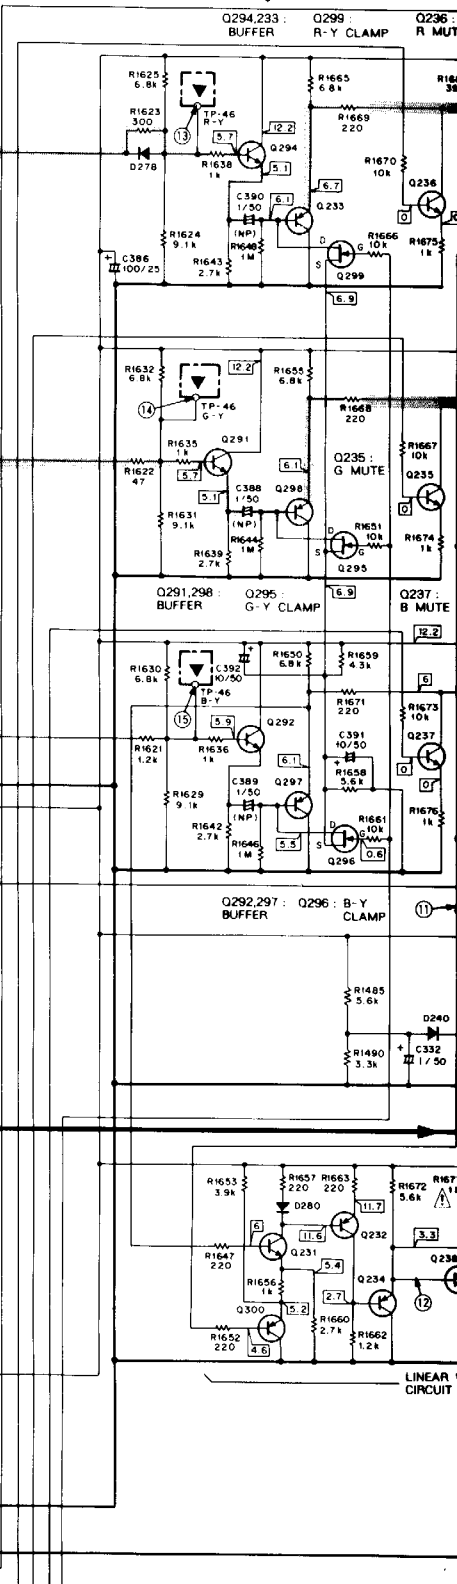 Q294,233 : Q299 : Q236 :
BUFFER R-Y CLAMP R MUT
R1625
6.8k
TP-46
R-Y
R1665
6.8k
R1623
300
13
5.7
12.2
R1669
220
D278
R1638
1k
Q294
5.1
R1670
10k
Q236
C390
1/50
(NP)
6.1
6.7
Q233
0
R1624
9.1k
R1648
1M
D
G
S
R1666
10k
R1675
1k
C386
100/25
R1643
2.7k
Q299
6.9
R1632
6.8k
12.2
R1655
6.8k
14
TP-46
G-Y
R1668
220
R1635
1k
Q291
Q235 :
G MUTE
R1667
10k
R1622
47
5.7
6.1
Q235
5.1
C388
1/50
(NP)
Q298
0
R1631
9.1k
R1644
1M
D
S
G
R1651
10k
R1674
1k
R1639
2.7k
Q295
Q291,298 : Q295 : 6.9 Q237 :
BUFFER G-Y CLAMP B MUTE
12.2
R1630
6.8k
C392
10/50
R1650
6.8k
R1659
4.3k
TP-46
B-Y
6
15
5.9
Q292
R1671
220
R1673
10k
R1621
1.2k
R1636
1k
C391
10/50
Q237
6.1
0
C389
1/50
(NP)
Q297
R1658
5.6k
0
R1629
9.1k
R1676
1k
R1642
2.7k
R1646
1M
5.5
D
S
G
R1661
10k
0.6
Q296
Q292,297 : Q296 : B-Y
BUFFER CLAMP
11
R1485
5.6k
D240
R1490
3.3k
C332
1/50
R1653
3.9k
R1657
220
R1663
220
R1672
5.6k
D280
11.7
6
11.6
Q232
3.3
R1647
220
Q231
5.4
R1656
1k
Q234
Q300
5.2
2.7
12
R1652
220
4.6
R1660
2.7k
R1662
1.2k
LINEAR
CIRCUIT